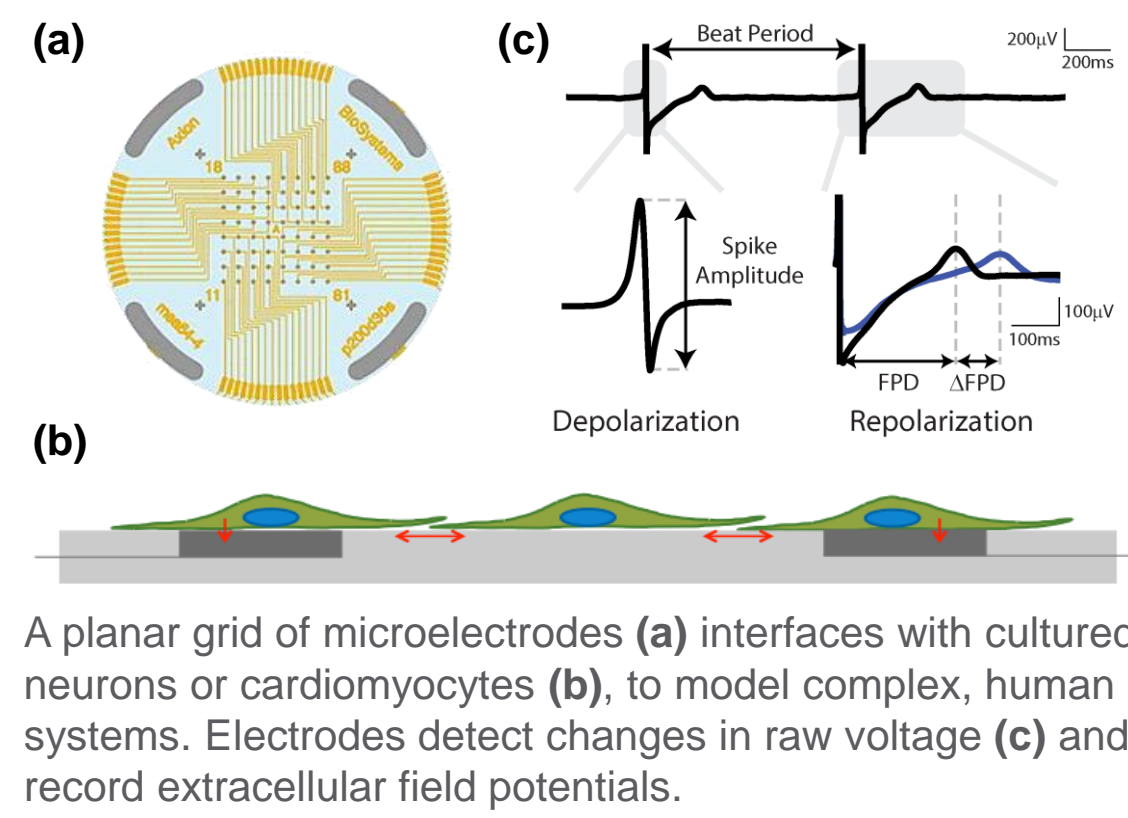 (a)
Axion
BioSystems
18
88
A
11
81
mea64-4
p200d30s
(c)
Beat Period
200µV
200ms
Spike
Amplitude
100µV
100ms
FPD
ΔFPD
Depolarization
Repolarization
(b)
A planar grid of microelectrodes (a) interfaces with cultured
neurons or cardiomyocytes (b), to model complex, human
systems. Electrodes detect changes in raw voltage (c) and
record extracellular field potentials.